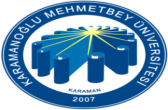 KARAMANOĞLU MEHMETBEY ÜNİVERSİTESİ
KARAMAN
2007